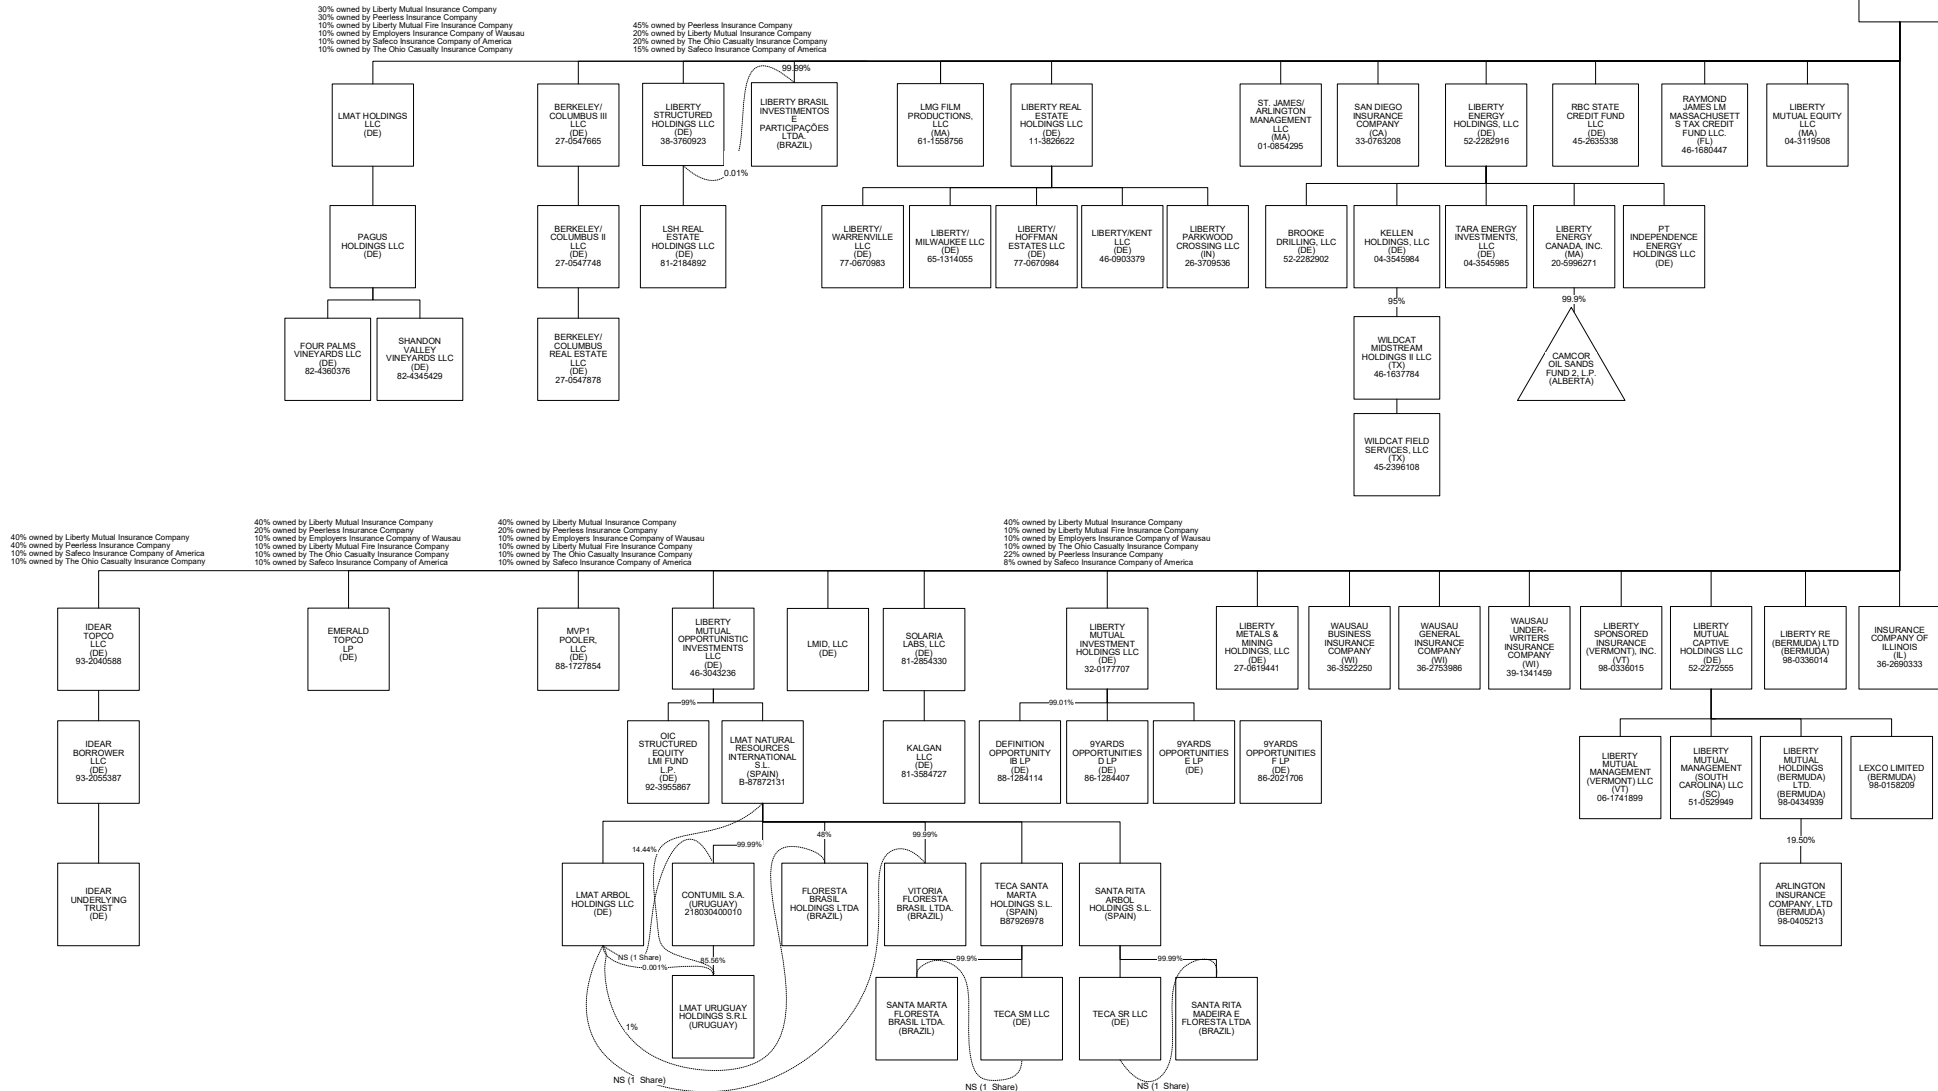 30% owned by Liberty Mutual Insurance Company
30% owned by Peerless Insurance Company
10% owned by Liberty Mutual Fire Insurance Company
10% owned by Employers Insurance Company of Wausau
10% owned by Safeco Insurance Company of America
10% owned by The Ohio Casualty Insurance Company
45% owned by Peerless Insurance Company
20% owned by Liberty Mutual Insurance Company
20% owned by The Ohio Casualty Insurance Company
15% owned by Safeco Insurance Company of America
99.99%
LMAT HOLDINGS
LLC
(DE)
BERKELEY/
COLUMBUS III
LLC
(DE)
27-0547665
LIBERTY
STRUCTURED
HOLDINGS LLC
(DE)
38-3760923
LIBERTY BRASIL
INVESTIMENTOS
E
PARTICIPAÇÕES
LTDA.
(BRAZIL)
LMG FILM
PRODUCTIONS,
LLC
(MA)
61-1558756
LIBERTY REAL
ESTATE
HOLDINGS LLC
(DE)
11-3826622
ST. JAMES/
ARLINGTON
MANAGEMENT
LLC
(MA)
01-0854295
SAN DIEGO
INSURANCE
COMPANY
(CA)
33-0763208
LIBERTY
ENERGY
HOLDINGS, LLC
(DE)
52-2282916
RBC STATE
CREDIT FUND
LLC
(DE)
45-2635338
RAYMOND
JAMES LM
MASSACHUSETT
S TAX CREDIT
FUND LLC.
(FL)
46-1680447
LIBERTY
MUTUAL EQUITY
LLC
(MA)
04-3119508
0.01%
PAGUS
HOLDINGS LLC
(DE)
BERKELEY/
COLUMBUS II
LLC
(DE)
27-0547748
LSH REAL
ESTATE
HOLDINGS LLC
(DE)
81-2184892
LIBERTY/
WARRENVILLE
LLC
(DE)
77-0670983
LIBERTY/
MILWAUKEE LLC
(DE)
65-1314055
LIBERTY/
HOFFMAN
ESTATES LLC
(DE)
77-0670984
LIBERTY/KENT
LLC
(DE)
46-0903379
LIBERTY
PARKWOOD
CROSSING LLC
(IN)
26-3709536
BROOKE
DRILLING, LLC
(DE)
52-2282902
KELLEN
HOLDINGS, LLC
(DE)
04-3545984
TARA ENERGY
INVESTMENTS,
LLC
(DE)
04-3545985
LIBERTY
ENERGY
CANADA, INC.
(MA)
20-5996271
PT
INDEPENDENCE
ENERGY
HOLDINGS LLC
(DE)
95%
99.9%
FOUR PALMS
VINEYARDS LLC
(DE)
82-4360376
SHANDON
VALLEY
VINEYARDS LLC
(DE)
82-4345429
BERKELEY/
COLUMBUS
REAL ESTATE
LLC
(DE)
27-0547878
WILDCAT
MIDSTREAM
HOLDINGS II LLC
(TX)
46-1637784
CAMCOR
OIL SANDS
FUND 2, L.P.
(ALBERTA)
WILDCAT FIELD
SERVICES, LLC
(TX)
45-2396108
40% owned by Liberty Mutual Insurance Company
40% owned by Peerless Insurance Company
10% owned by Safeco Insurance Company of America
10% owned by The Ohio Casualty Insurance Company
40% owned by Liberty Mutual Insurance Company
20% owned by Peerless Insurance Company
10% owned by Employers Insurance Company of Wausau
10% owned by Liberty Mutual Fire Insurance Company
10% owned by The Ohio Casualty Insurance Company
10% owned by Safeco Insurance Company of America
40% owned by Liberty Mutual Insurance Company
20% owned by Peerless Insurance Company
10% owned by Employers Insurance Company of Wausau
10% owned by Liberty Mutual Fire Insurance Company
10% owned by The Ohio Casualty Insurance Company
10% owned by Safeco Insurance Company of America
40% owned by Liberty Mutual Insurance Company
10% owned by Liberty Mutual Fire Insurance Company
10% owned by Employers Insurance Company of Wausau
10% owned by The Ohio Casualty Insurance Company
22% owned by Peerless Insurance Company
8% owned by Safeco Insurance Company of America
IDEAR
TOPCO
LLC
(DE)
93-2040588
EMERALD
TOPCO
LP
(DE)
MVP1
POOLER,
LLC
(DE)
88-1727854
LIBERTY
MUTUAL
OPPORTUNISTIC
INVESTMENTS
LLC
(DE)
46-3043236
LMID, LLC
(DE)
SOLARIA
LABS, LLC
(DE)
81-2854330
LIBERTY
MUTUAL
INVESTMENT
HOLDINGS LLC
(DE)
32-0177707
LIBERTY
METALS &
MINING
HOLDINGS, LLC
(DE)
27-0619441
WAUSAU
BUSINESS
INSURANCE
COMPANY
(WI)
36-3522250
WAUSAU
GENERAL
INSURANCE
COMPANY
(WI)
36-2753986
WAUSAU
UNDER-
WRITERS
INSURANCE
COMPANY
(WI)
39-1341459
LIBERTY
SPONSORED
INSURANCE
(VERMONT), INC.
(VT)
98-0336015
LIBERTY
MUTUAL
CAPTIVE
HOLDINGS LLC
(DE)
52-2272555
LIBERTY RE
(BERMUDA) LTD
(BERMUDA)
98-0336014
INSURANCE
COMPANY OF
ILLINOIS
(IL)
36-2690333
99%
99.01%
IDEAR
BORROWER
LLC
(DE)
93-2055387
OIC
STRUCTURED
EQUITY
LMI FUND
L.P.
(DE)
92-3955867
LMAT NATURAL
RESOURCES
INTERNATIONAL
S.L.
(SPAIN)
B-87872131
KALGAN
LLC
(DE)
81-3584727
DEFINITION
OPPORTUNITY
IB LP
(DE)
88-1284114
9YARDS
OPPORTUNITIES
D LP
(DE)
86-1284407
9YARDS
OPPORTUNITIES
E LP
(DE)
9YARDS
OPPORTUNITIES
F LP
(DE)
86-2021706
LIBERTY
MUTUAL
MANAGEMENT
(VERMONT) LLC
(VT)
06-1741899
LIBERTY
MUTUAL
MANAGEMENT
(SOUTH
CAROLINA) LLC
(SC)
51-0529949
LIBERTY
MUTUAL
HOLDINGS
(BERMUDA)
LTD.
(BERMUDA)
98-0434939
LEXCO LIMITED
(BERMUDA)
98-0158209
14.44%
99.99%
48%
99.99%
19.50%
IDEAR
UNDERLYING
TRUST
(DE)
LMAT ARBOL
HOLDINGS LLC
(DE)
CONTUMIL S.A.
(URUGUAY)
218030400010
FLORESTA
BRASIL
HOLDINGS LTDA
(BRAZIL)
VITORIA
FLORESTA
BRASIL LTDA.
(BRAZIL)
TECA SANTA
MARTA
HOLDINGS S.L.
(SPAIN)
B87926978
SANTA RITA
ARBOL
HOLDINGS S.L.
(SPAIN)
ARLINGTON
INSURANCE
COMPANY, LTD
(BERMUDA)
98-0405213
NS (1 Share)
0.001%
85.56%
99.9%
99.99%
LMAT URUGUAY
HOLDINGS S.R.L
(URUGUAY)
SANTA MARTA
FLORESTA
BRASIL LTDA.
(BRAZIL)
TECA SM LLC
(DE)
TECA SR LLC
(DE)
SANTA RITA
MADEIRA E
FLORESTA LTDA
(BRAZIL)
1%
NS (1 Share)
NS (1 Share)
NS (1 Share)